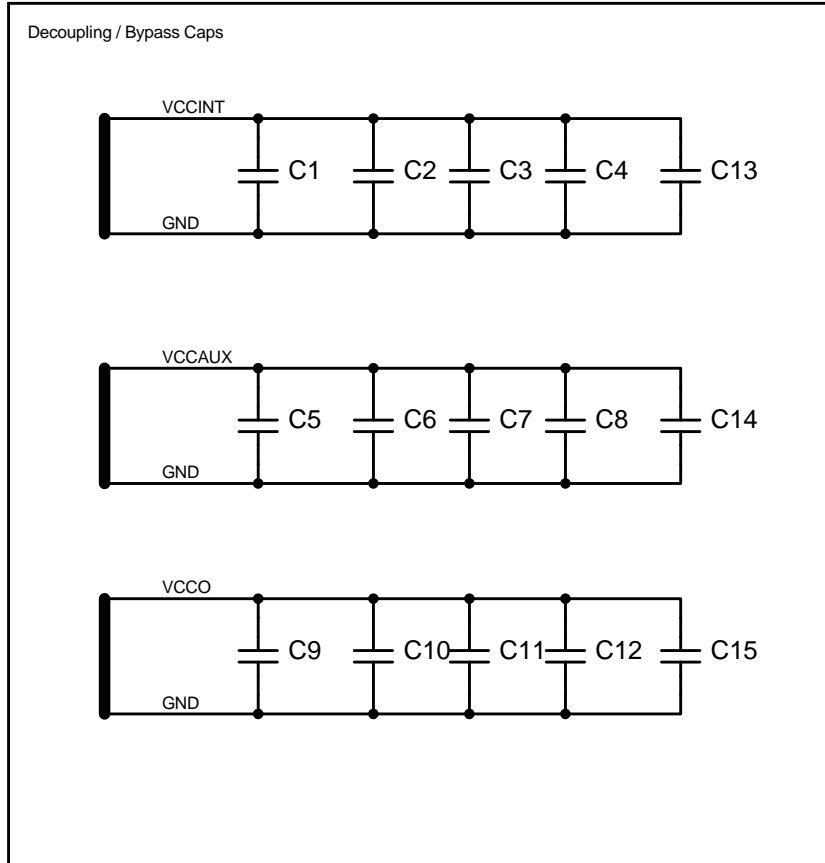 Decoupling / Bypass Caps
VCCINT
C1 C2 C3 C4 C13
GND
VCCAUX
C5 C6 C7 C8 C14
GND
VCCO
C9 C10 C11 C12 C15
GND